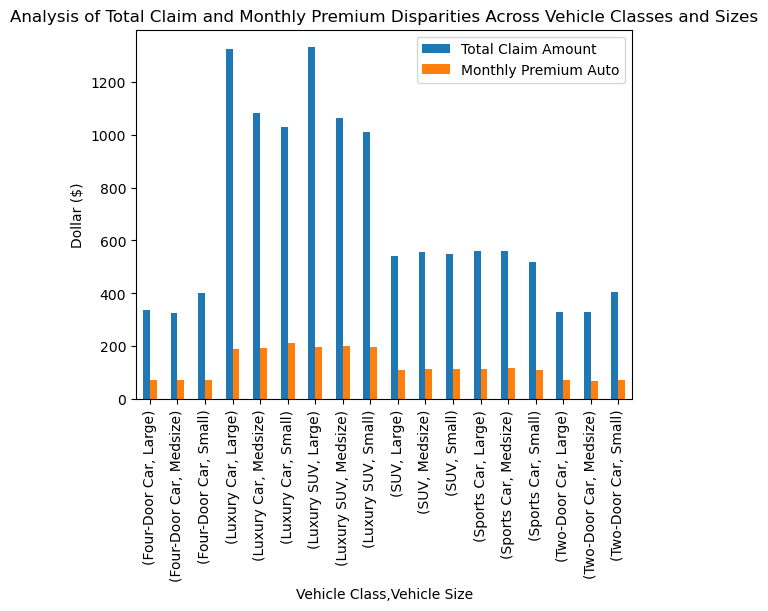 Analysis of Total Claim and Monthly Premium Disparities Across Vehicle Classes and Sizes
Total Claim Amount
Monthly Premium Auto
Dollar ($)
1200
1000
800
600
400
200
0
(Four-Door Car, Large)
(Four-Door Car, Medsize)
(Four-Door Car, Small)
(Luxury Car, Large)
(Luxury Car, Medsize)
(Luxury Car, Small)
(Luxury SUV, Large)
(Luxury SUV, Medsize)
(Luxury SUV, Small)
(SUV, Large)
(SUV, Medsize)
(SUV, Small)
(Sports Car, Large)
(Sports Car, Medsize)
(Sports Car, Small)
(Two-Door Car, Large)
(Two-Door Car, Medsize)
(Two-Door Car, Small)
Vehicle Class,Vehicle Size